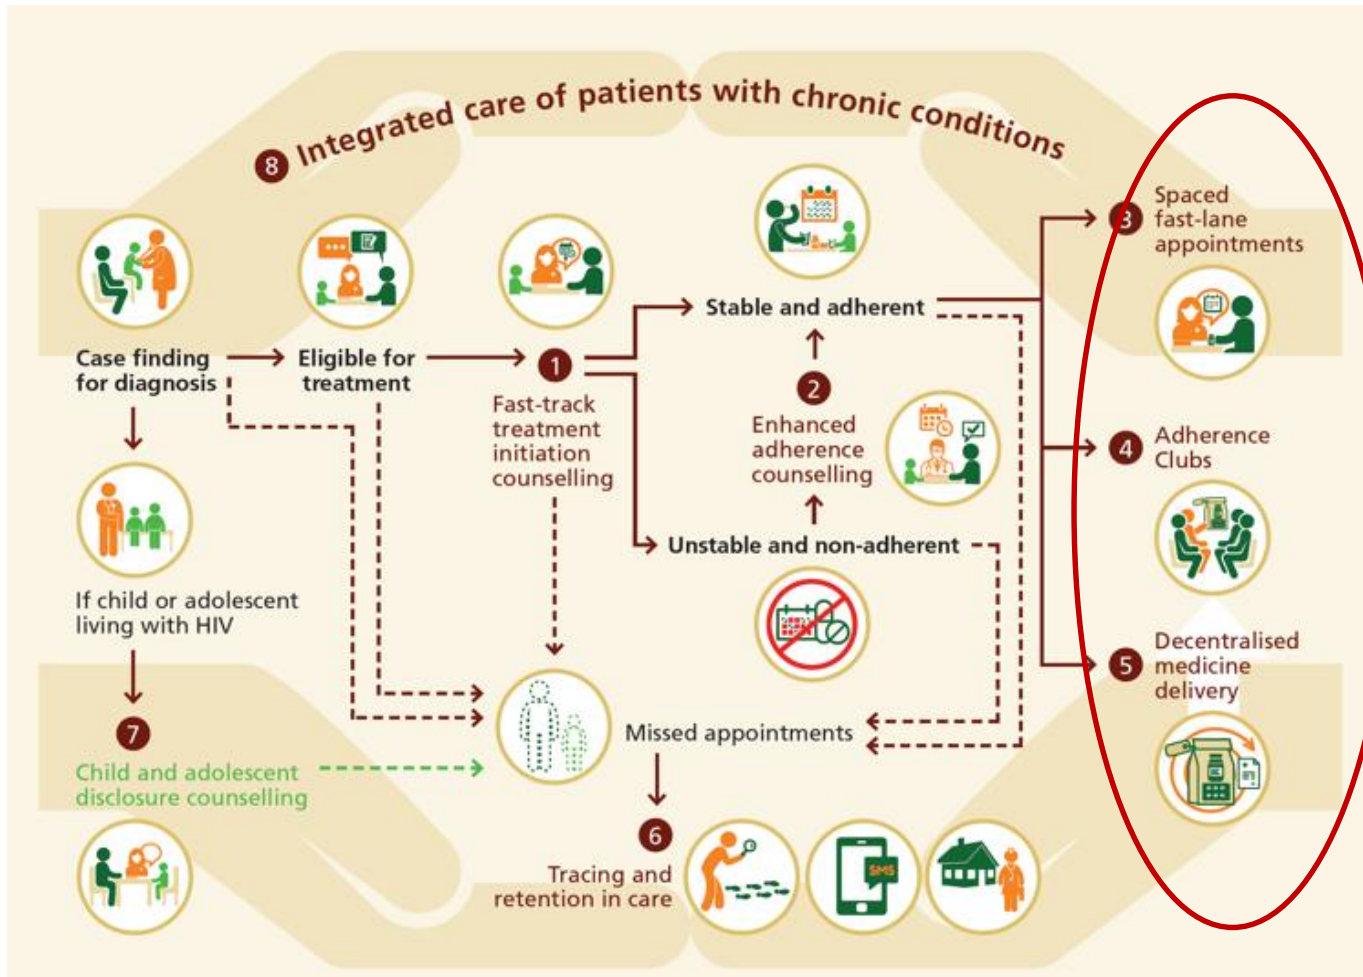 8 Integrated care of patients with chronic conditions
Case finding
for diagnosis
Eligible for
treatment
1
Fast-track
treatment
initiation
counselling
Stable and adherent
2
Enhanced
adherence
counselling
Unstable and non-adherent
3
Spaced
fast-lane
appointments
4
Adherence
Clubs
5
Decentralised
medicine
delivery
If child or adolescent
living with HIV
7
Child and adolescent
disclosure counselling
Missed appointments
6
Tracing and
retention in care
SMS